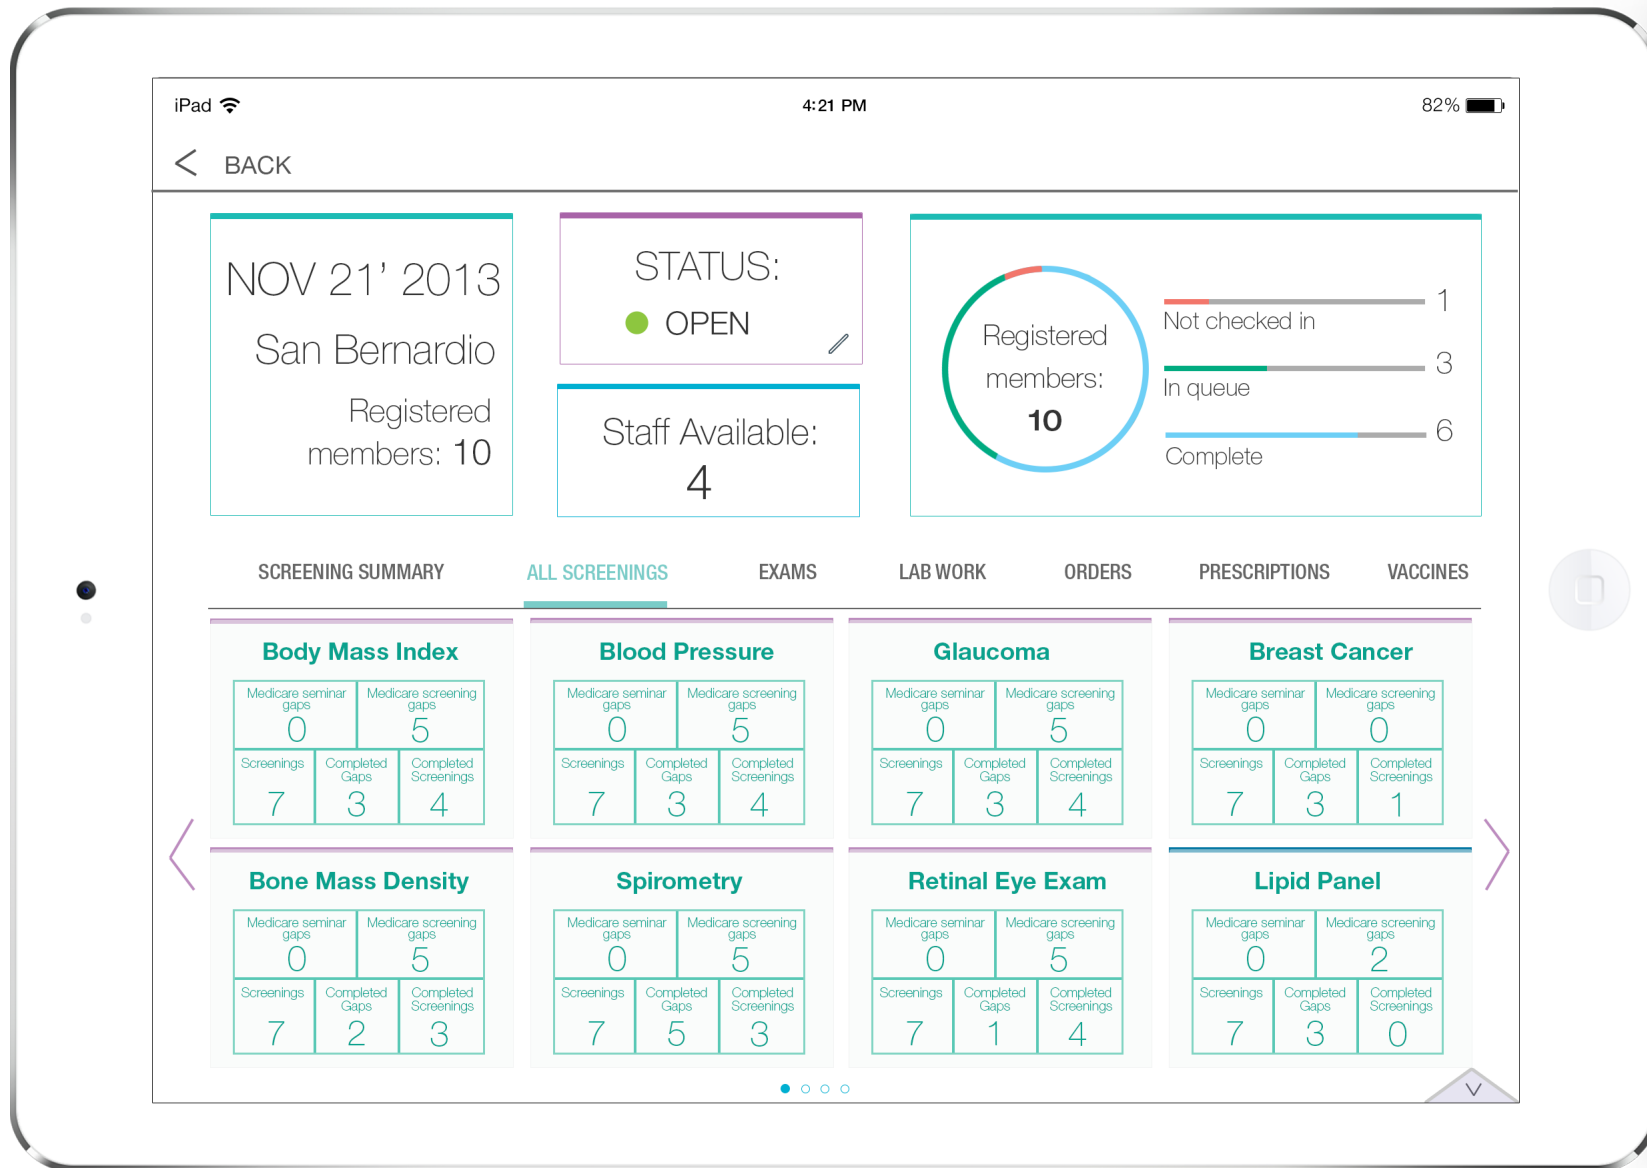 iPad 4:21 PM 82%
BACK
NOV 21’ 2013
San Bernardio
Registered
members: 10
STATUS:
OPEN
Staff Available:
4
Registered
members:
10
1
Not checked in
3
In queue
6
Complete
SCREENING SUMMARY ALL SCREENINGS EXAMS LAB WORK ORDERS PRESCRIPTIONS VACCINES
Body Mass Index
Medicare seminar
gaps
0
Medicare screening
gaps
5
Screenings
7
Completed
Gaps
3
Completed
Screenings
4
Blood Pressure
Medicare seminar
gaps
0
Medicare screening
gaps
5
Screenings
7
Completed
Gaps
3
Completed
Screenings
4
Glaucoma
Medicare seminar
gaps
0
Medicare screening
gaps
5
Screenings
7
Completed
Gaps
3
Completed
Screenings
4
Breast Cancer
Medicare seminar
gaps
0
Medicare screening
gaps
0
Screenings
7
Completed
Gaps
3
Completed
Screenings
1
Bone Mass Density
Medicare seminar
gaps
0
Medicare screening
gaps
5
Screenings
7
Completed
Gaps
2
Completed
Screenings
3
Spirometry
Medicare seminar
gaps
0
Medicare screening
gaps
5
Screenings
7
Completed
Gaps
5
Completed
Screenings
3
Retinal Eye Exam
Medicare seminar
gaps
0
Medicare screening
gaps
5
Screenings
7
Completed
Gaps
1
Completed
Screenings
4
Lipid Panel
Medicare seminar
gaps
0
Medicare screening
gaps
2
Screenings
7
Completed
Gaps
3
Completed
Screenings
0